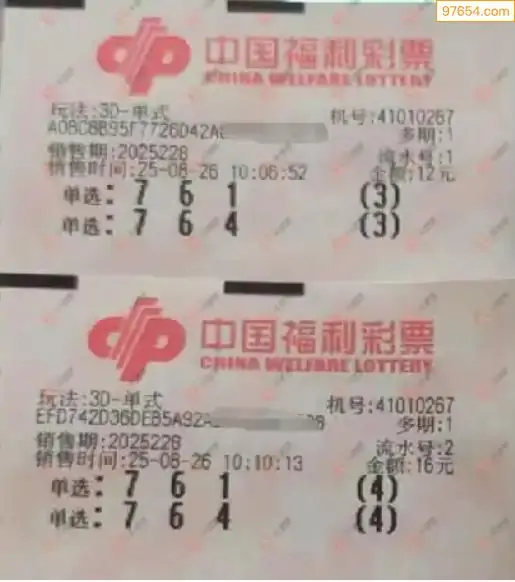 97654.com
中国福利彩票
CHINA WELFARE LOTTERY
玩法:3D-单式 机号:41010267
A0BC8B95F7726D42A 多期:1
销售期:2025228 流水号:1
销售时间:25-08-26 10:06:52 金额:12元
单选: 7 6 1 (3)
单选: 7 6 4 (3)
中国福利彩票
CHINA WELFARE LOTTERY
玩法:3D-单式 机号:41010267
EFD742D36DEB5A92A 多期:1
销售期:2025228 流水号:2
销售时间:25-08-26 10:10:13 金额:16元
单选: 7 6 1 (4)
单选: 7 6 4 (4)